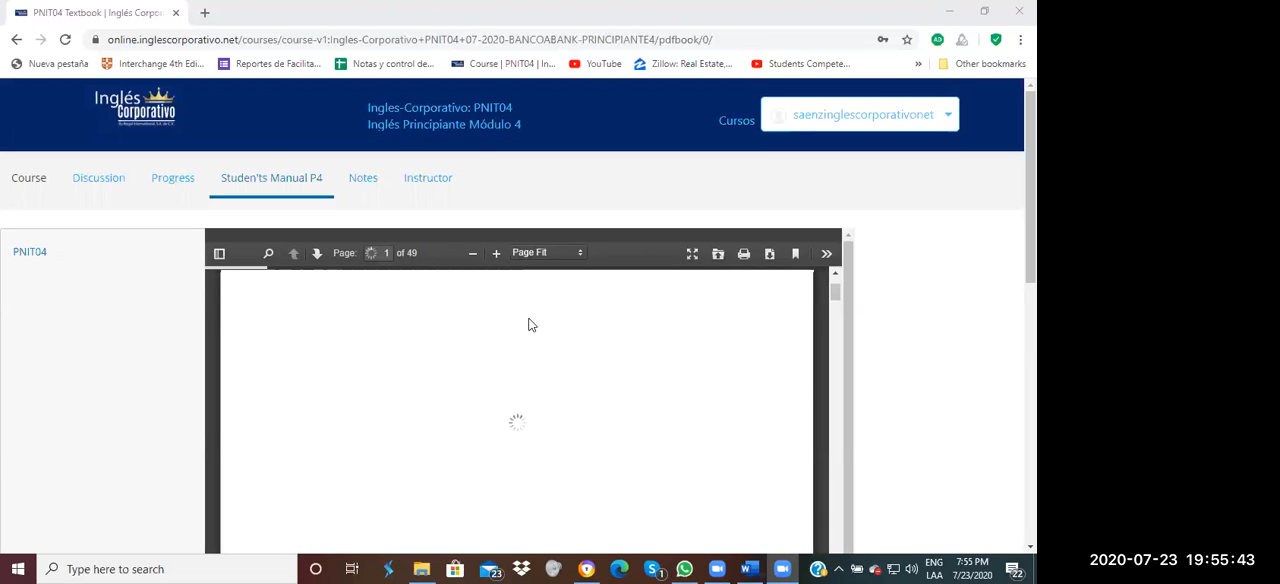 PNIT04 Textbook | Inglés Corpor
online.inglescorporativo.net/courses/course-v1:Ingles-Corporativo+PNIT04+07-2020-BANCOABANK-PRINCIPIANTE4/pdfbook/0/
Nueva pestaña Interchange 4th Edi... Reportes de Facilita... Notas y control de... Course | PNIT04 | In... YouTube Zillow: Real Estate,... Students Compete... » Other bookmarks
Inglés
Corporativo
Ingles-Corporativo: PNIT04
Inglés Principiante Módulo 4
Cursos
saenzinglescorporativonet
Course Discussion Progress Studen'ts Manual P4 Notes Instructor
PNIT04
Page: 1 of 49 Page Fit
Type here to search
23
1
ENG
LAA
7:55 PM
7/23/2020
22
2020-07-23 19:55:43